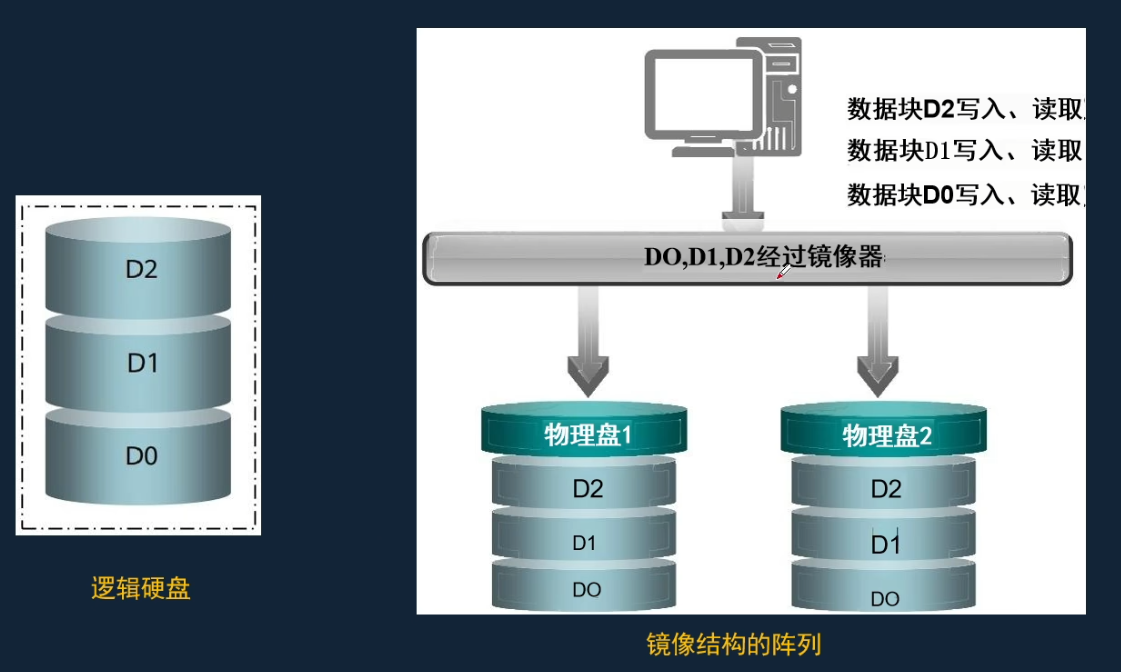 数据块D2写入、读取
数据块D1写入、读取
数据块D0写入、读取
DO,D1,D2经过镜像器
D2
D1
D0
逻辑硬盘
物理盘1
D2
D1
DO
物理盘2
D2
D1
DO
镜像结构的阵列